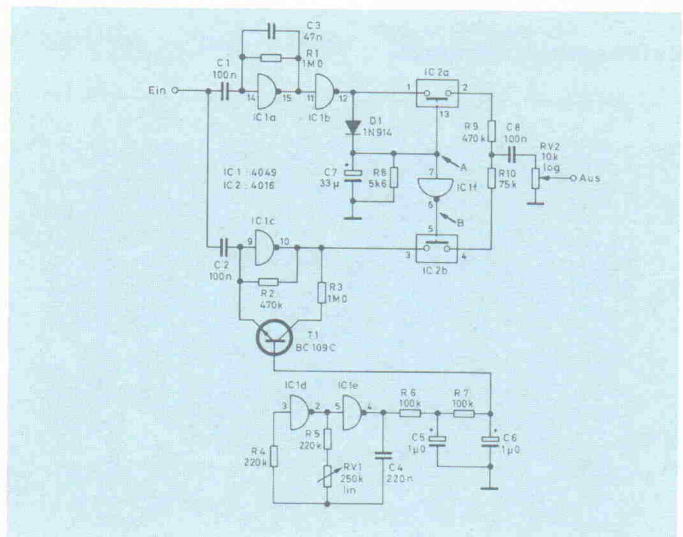 C3
47n
R1
1M0
C1
100n
Ein
14
15
11
12
IC1a
IC1b
IC2a
1
2
13
D1
1N914
R9
470k
C8
100n
RV2
10k
log
IC1 : 4049
IC2 : 4016
C7
33µ
R8
5k6
A
7
IC1f
6
B
R10
75k
Aus
IC1c
9
10
5
3
4
IC2b
C2
100n
R2
470k
R3
1M0
T1
BC109C
IC1d
IC1e
3
2
5
4
R6
100k
R7
100k
R4
220k
R5
220k
RV1
250k
lin
C4
220n
C5
1µ0
C6
1µ0